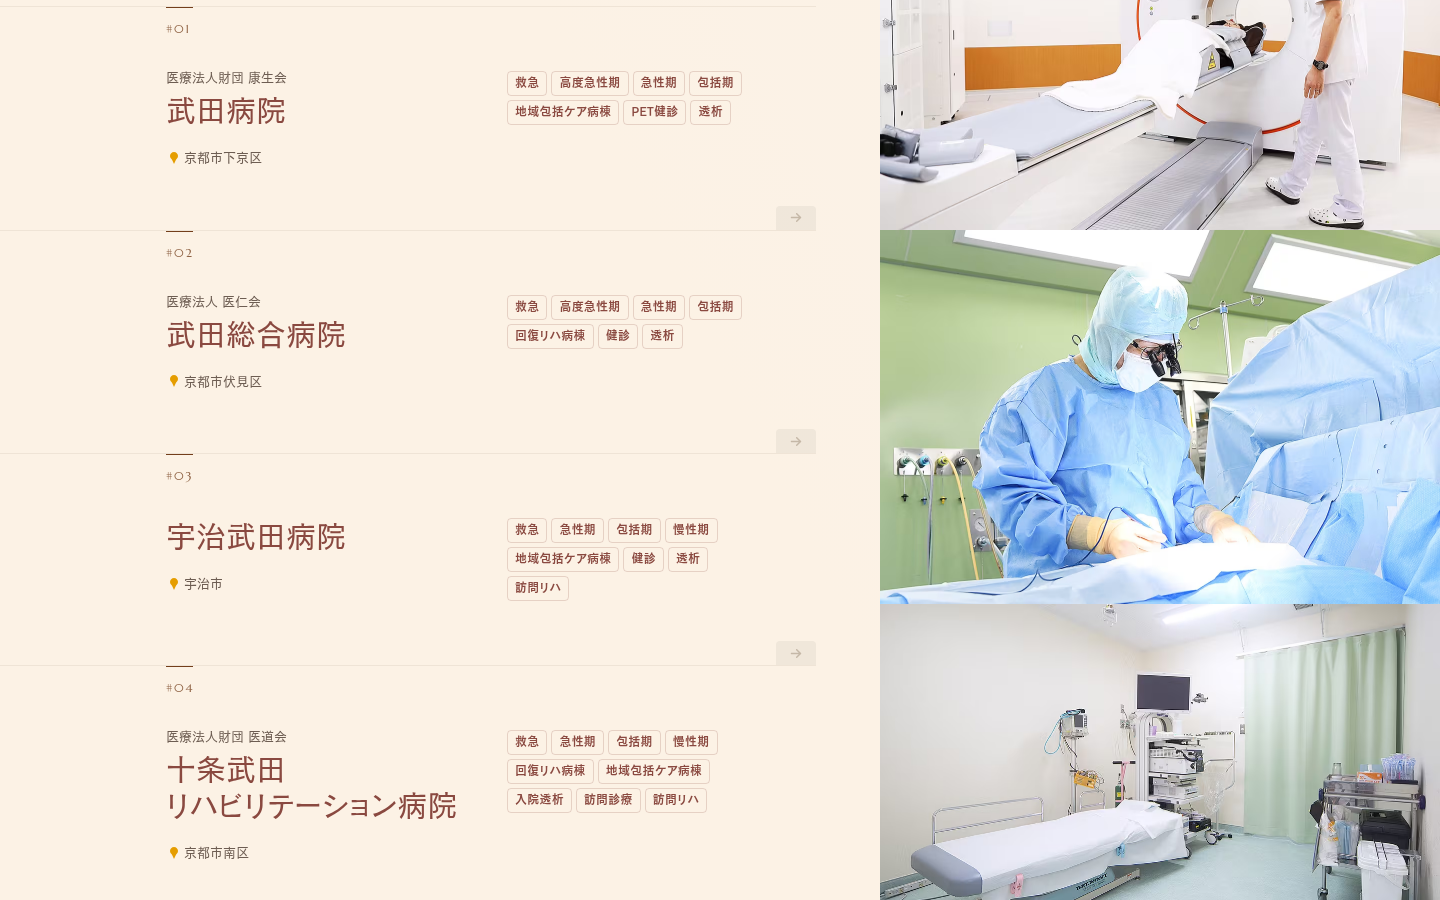 #01
医療法人財団 康生会
武田病院
京都市下京区
救急 高度急性期 急性期 包括期
地域包括ケア病棟 PET健診 透析
#02
医療法人 医仁会
武田総合病院
京都市伏見区
救急 高度急性期 急性期 包括期
回復リハ病棟 健診 透析
#03
宇治武田病院
宇治市
救急 急性期 包括期 慢性期
地域包括ケア病棟 健診 透析
訪問リハ
#04
医療法人財団 医道会
十条武田
リハビリテーション病院
京都市南区
救急 急性期 包括期 慢性期
回復リハ病棟 地域包括ケア病棟
入院透析 訪問診療 訪問リハ